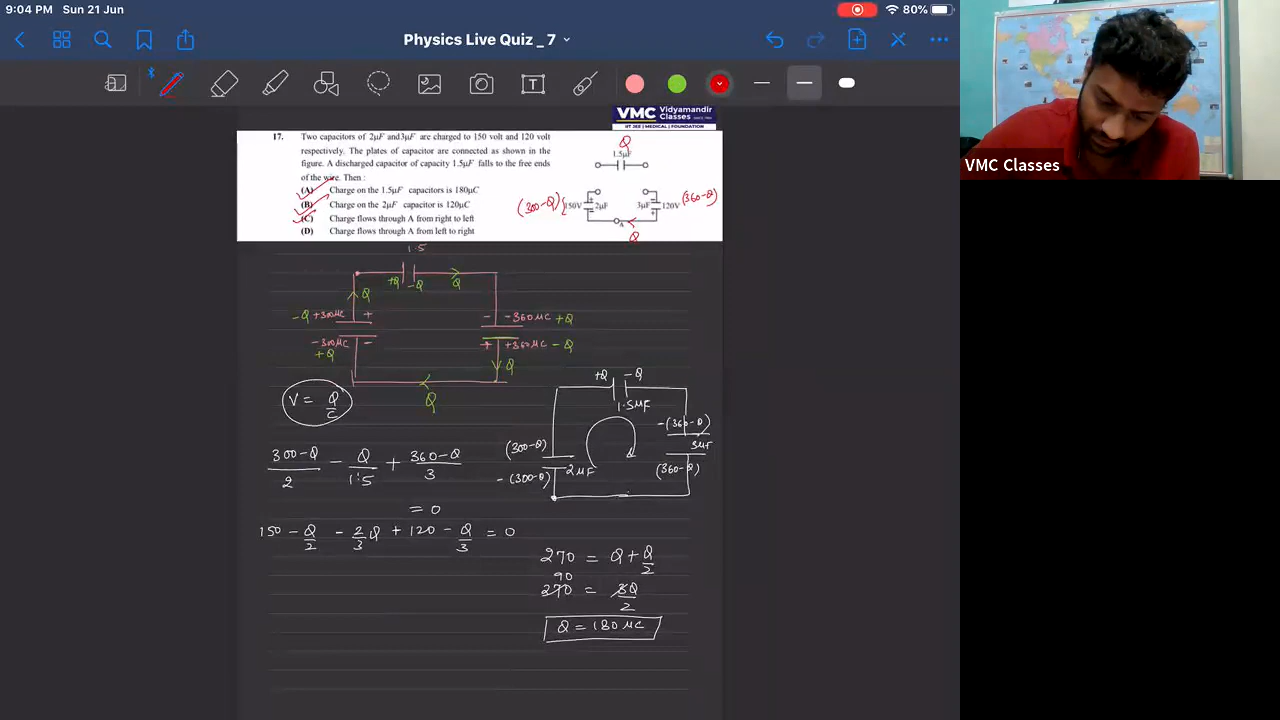 9:04 PM Sun 21 Jun
80%
Physics Live Quiz _ 7
VMC Vidyamandir Classes
IIT JEE | MEDICAL | FOUNDATION
VMC Classes
17. Two capacitors of 2μF and3μF are charged to 150 volt and 120 volt
respectively. The plates of capacitor are connected as shown in the
figure. A discharged capacitor of capacity 1.5μF falls to the free ends
of the wire. Then :
(A) Charge on the 1.5μF capacitors is 180μC
(B) Charge on the 2μF capacitor is 120μC
(C) Charge flows through A from right to left
(D) Charge flows through A from left to right
Q
1.5μF
(300-Q) 150V 2μF 3μF 120V (360-Q)
A
Q
1.5
+Q -Q Q
Q
-Q +300μC + - -360μC +Q
-300μC - + +360μC -Q
+Q
Q
Q
V = Q/C
+Q -Q
1.5μF
-(360-Q)
3μF
(360-Q)
(300-Q)
-(300-Q) 2μF
300-Q/2 - Q/1.5 + 360-Q/3
= 0
150 - Q/2 - 2/3 Q + 120 - Q/3 = 0
270 = Q + Q/2
90
270 = 3Q/2
Q = 180 μC